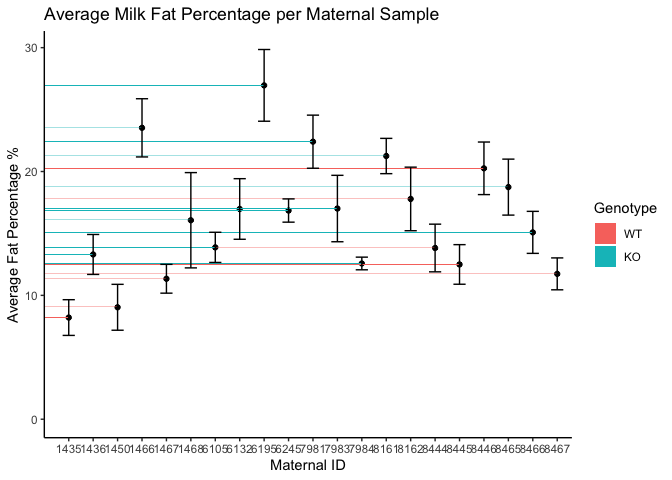 Average Milk Fat Percentage per Maternal Sample
30
20
10
0
Average Fat Percentage %
1435 1436 1450 1466 1467 1468 6105 6132 6195 6245 7981 7983 7984 8161 8162 8444 8445 8446 8465 8466 8467
Maternal ID
Genotype
WT
KO